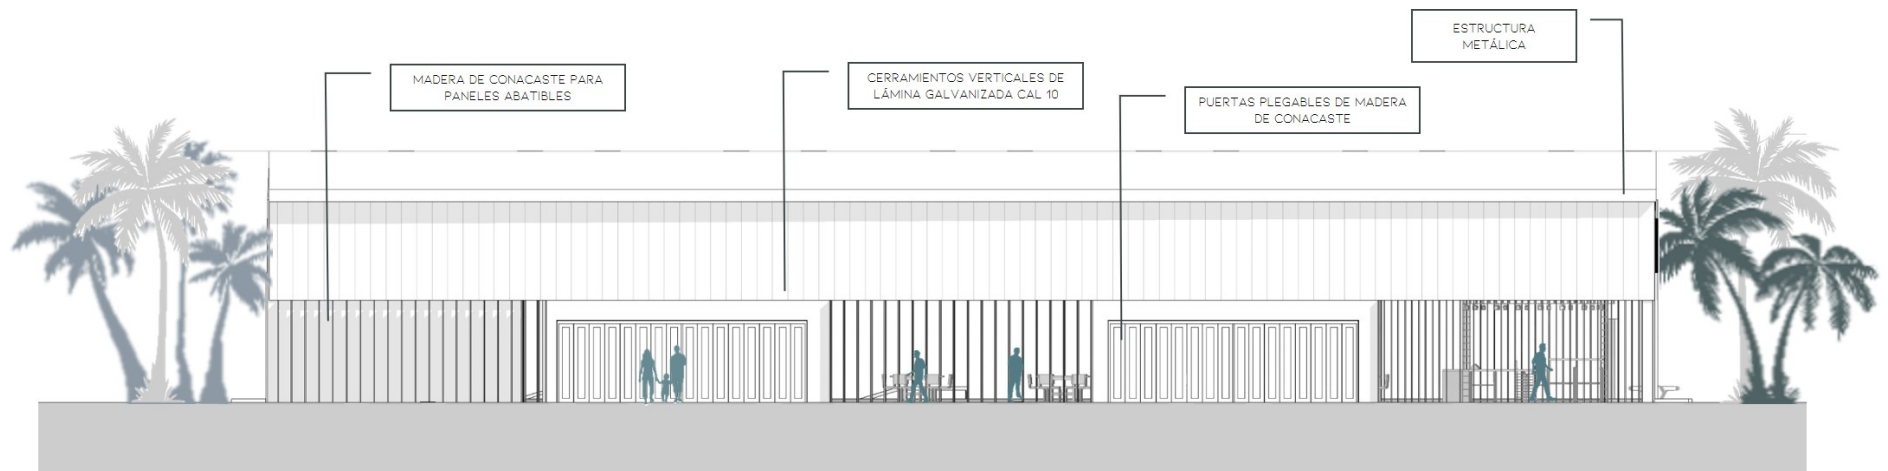 MADERA DE CONACASTE PARA
PANELES ABATIBLES
CERRAMIENTOS VERTICALES DE
LÁMINA GALVANIZADA CAL 10
PUERTAS PLEGABLES DE MADERA
DE CONACASTE
ESTRUCTURA
METÁLICA